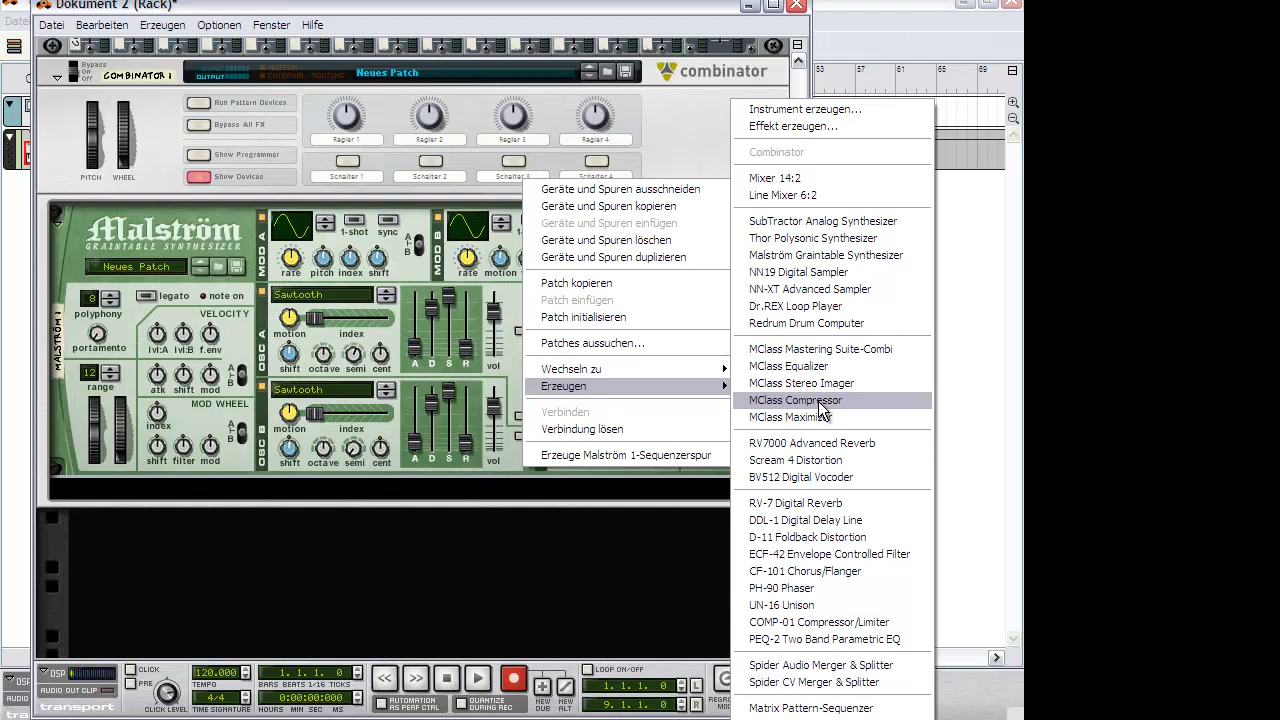 Dokument 2 (Rack)*
Datei Bearbeiten Erzeugen Optionen Fenster Hilfe
Bypass
On
Off
COMBINATOR 1
OUTPUT
EXTERNAL ROUTING
Neues Patch
combinator
53 57 61 65 69
Run Pattern Devices
Bypass All FX
Show Programmer
Show Devices
PITCH WHEEL
Regler 1 Regler 2 Regler 3 Regler 4
Schalter 1 Schalter 2 Schalter 3 Schalter 4
Malström
GRAINTABLE SYNTHESIZER
Neues Patch
MALSTRÖM 1
8
polyphony
legato
note on
portamento
VELOCITY
lvl:A lvl:B f.env
12
range
atk shift mod
MOD WHEEL
index
shift filter mod
MOD A
1-shot sync
A
B
rate pitch index shift
MOD B
rate motion
OSC A
Sawtooth
motion index
shift octave semi cent
A D S R vol
OSC B
Sawtooth
motion index
shift octave semi cent
A D S R vol
Geräte und Spuren ausschneiden
Geräte und Spuren kopieren
Geräte und Spuren einfügen
Geräte und Spuren löschen
Geräte und Spuren duplizieren
Patch kopieren
Patch einfügen
Patch initialisieren
Patches aussuchen...
Wechseln zu
Erzeugen
Verbinden
Verbindung lösen
Erzeuge Malström 1-Sequenzerspur
Instrument erzeugen...
Effekt erzeugen...
Combinator
Mixer 14:2
Line Mixer 6:2
SubTractor Analog Synthesizer
Thor Polysonic Synthesizer
Malström Graintable Synthesizer
NN19 Digital Sampler
NN-XT Advanced Sampler
Dr.REX Loop Player
Redrum Drum Computer
MClass Mastering Suite-Combi
MClass Equalizer
MClass Stereo Imager
MClass Compressor
MClass Maximizer
RV7000 Advanced Reverb
Scream 4 Distortion
BV512 Digital Vocoder
RV-7 Digital Reverb
DDL-1 Digital Delay Line
D-11 Foldback Distortion
ECF-42 Envelope Controlled Filter
CF-101 Chorus/Flanger
PH-90 Phaser
UN-16 Unison
COMP-01 Compressor/Limiter
PEQ-2 Two Band Parametric EQ
Spider Audio Merger & Splitter
Spider CV Merger & Splitter
Matrix Pattern-Sequencer
DSP
AUDIO OUT CLIP
transport
CLICK
PRE
CLICK LEVEL
120.000
TEMPO
4/4
TIME SIGNATURE
1. 1. 1. 0
BARS BEATS 1/16 TICKS
0:00:00:000
HOURS MIN SEC MS
AUTOMATION
AS PERF CTRL
QUANTIZE
DURING REC
NEW
DUB
NEW
ALT
LOOP ON/OFF
1. 1. 1. 0 L
9. 1. 1. 0 R